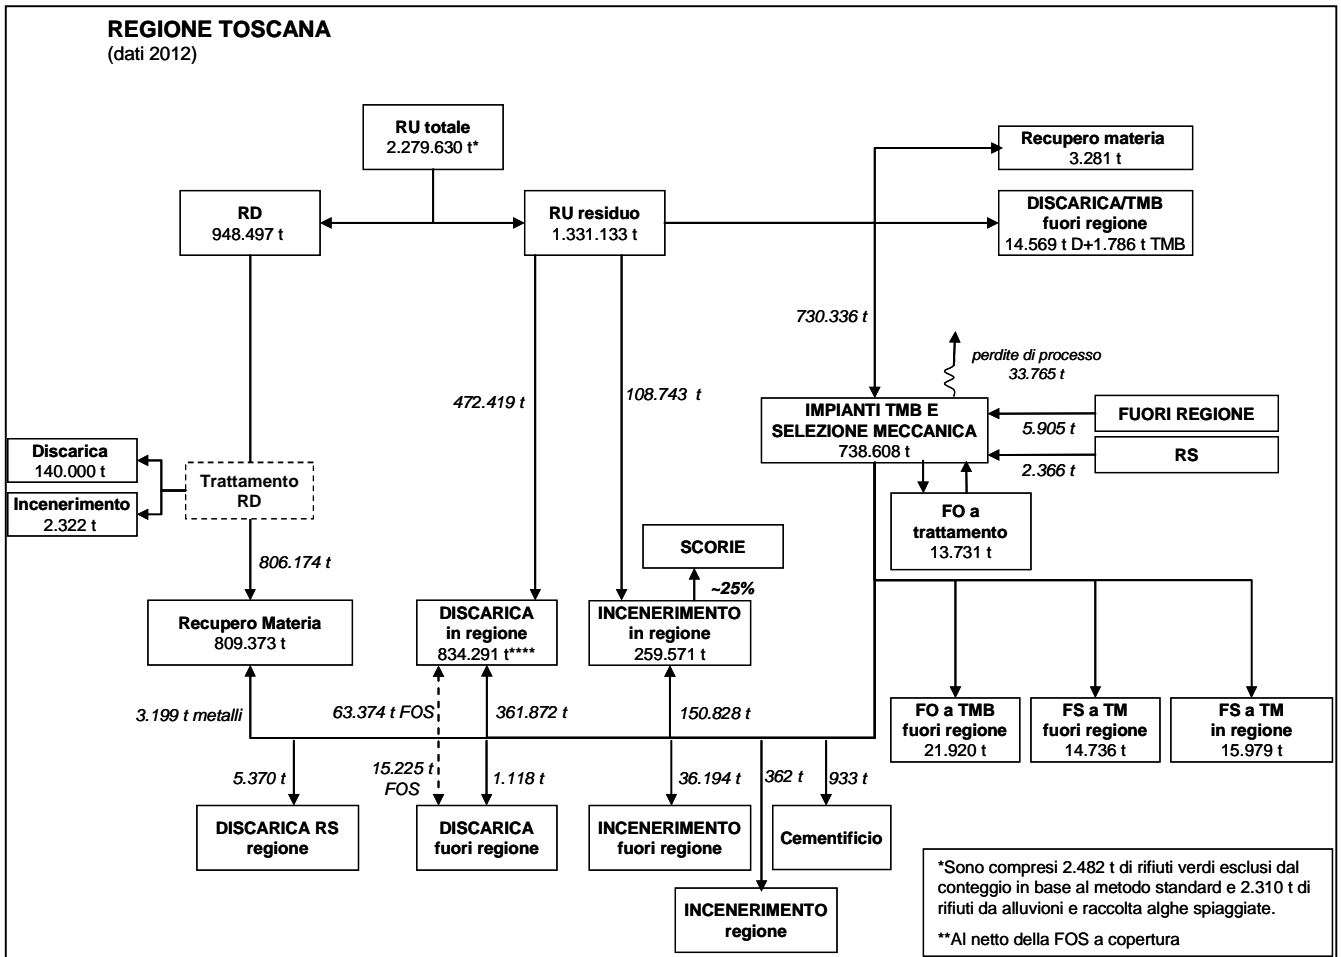 REGIONE TOSCANA
(dati 2012)
RU totale
2.279.630 t*
Recupero materia
3.281 t
RD
948.497 t
RU residuo
1.331.133 t
DISCARICA/TMB
fuori regione
14.569 t D+1.786 t TMB
730.336 t
perdite di processo
33.765 t
472.419 t
108.743 t
IMPIANTI TMB E
SELEZIONE MECCANICA
738.608 t
FUORI REGIONE
5.905 t
RS
2.366 t
Discarica
140.000 t
Trattamento
RD
Incenerimento
2.322 t
FO a
trattamento
13.731 t
SCORIE
~25%
806.174 t
Recupero Materia
809.373 t
DISCARICA
in regione
834.291 t****
INCENERIMENTO
in regione
259.571 t
3.199 t metalli
63.374 t FOS
361.872 t
150.828 t
FO a TMB
fuori regione
21.920 t
FS a TM
fuori regione
14.736 t
FS a TM
in regione
15.979 t
5.370 t
15.225 t
FOS
1.118 t
36.194 t
362 t
933 t
DISCARICA RS
regione
DISCARICA
fuori regione
INCENERIMENTO
fuori regione
Cementificio
INCENERIMENTO
regione
*Sono compresi 2.482 t di rifiuti verdi esclusi dal
conteggio in base al metodo standard e 2.310 t di
rifiuti da alluvioni e raccolta alghe spiaggiate.
**Al netto della FOS a copertura